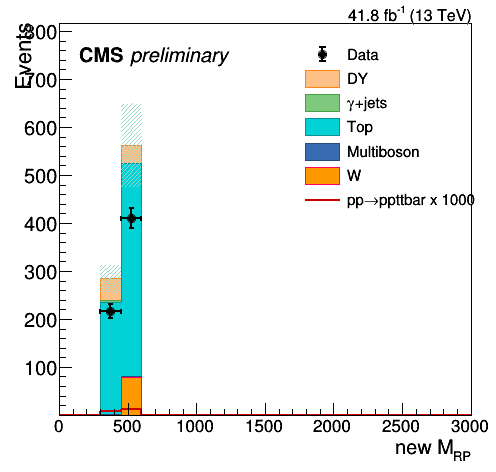 41.8 fb⁻¹ (13 TeV)
Events
CMS preliminary
Data
DY
γ+jets
Top
Multiboson
W
pp→ppttbar x 1000
800
700
600
500
400
300
200
100
0 500 1000 1500 2000 2500 3000
new M_RP